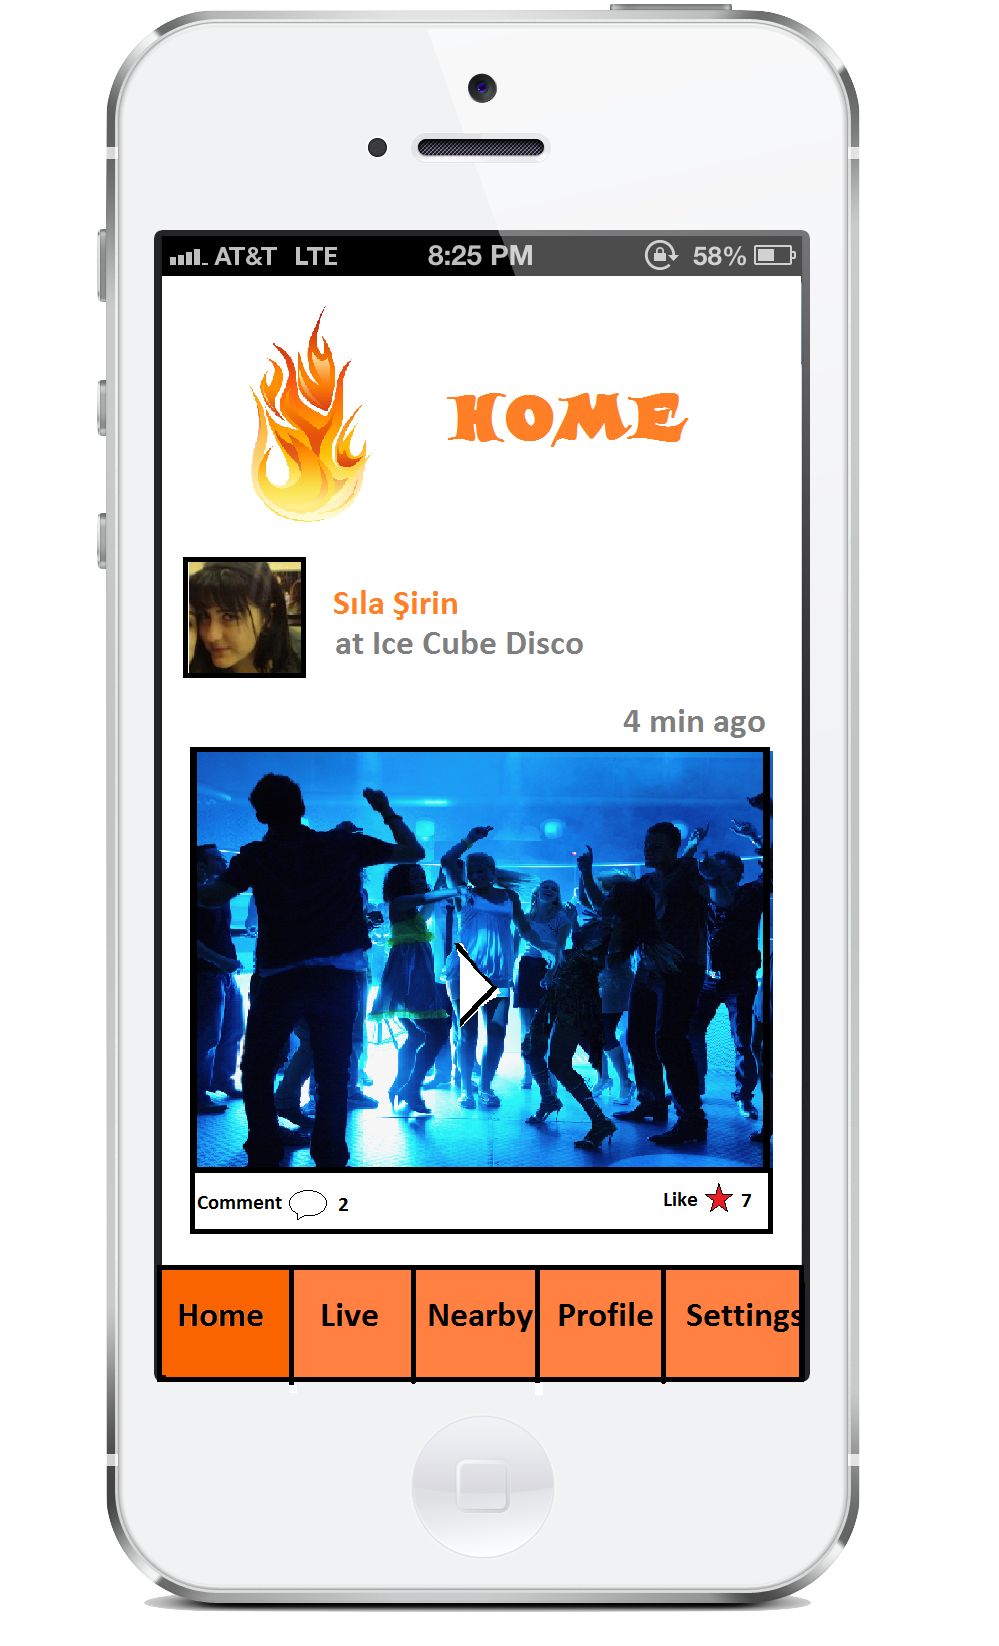 AT&T LTE 8:25 PM 58%
HOME
Sıla Şirin
at Ice Cube Disco
4 min ago
Comment 2 Like 7
Home Live Nearby Profile Settings